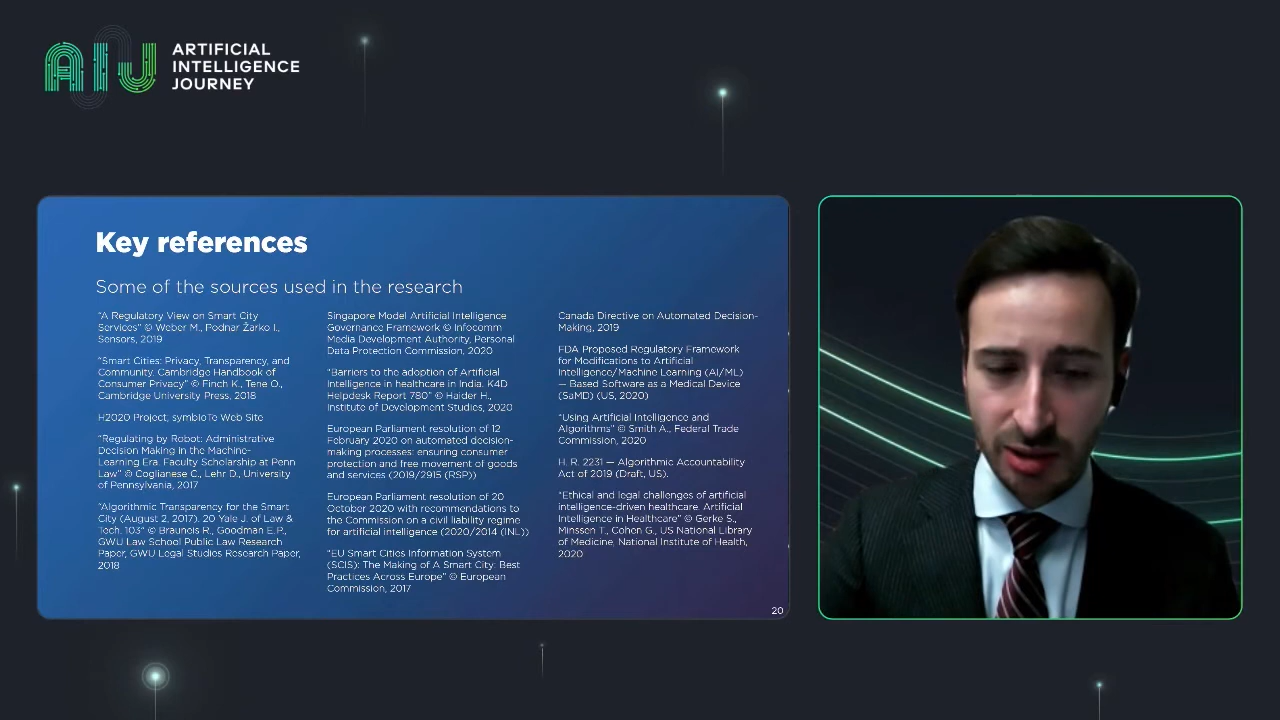 AIJ
ARTIFICIAL
INTELLIGENCE
JOURNEY
Key references
Some of the sources used in the research
"A Regulatory View on Smart City
Services" © Weber M., Podnar Žarko I.,
Sensors, 2019
"Smart Cities: Privacy, Transparency, and
Community. Cambridge Handbook of
Consumer Privacy" © Finch K., Tene O.,
Cambridge University Press, 2018
H2020 Project, symbIoTe Web Site
"Regulating by Robot: Administrative
Decision Making in the Machine-
Learning Era. Faculty Scholarship at Penn
Law" © Coglianese C., Lehr D., University
of Pennsylvania, 2017
"Algorithmic Transparency for the Smart
City (August 2, 2017). 20 Yale J. of Law &
Tech. 103" © Brauneis R., Goodman E.P.,
GWU Law School Public Law Research
Paper, GWU Legal Studies Research Paper,
2018
Singapore Model Artificial Intelligence
Governance Framework © Infocomm
Media Development Authority, Personal
Data Protection Commission, 2020
"Barriers to the adoption of Artificial
Intelligence in healthcare in India. K4D
Helpdesk Report 780" © Haider H.,
Institute of Development Studies, 2020
European Parliament resolution of 12
February 2020 on automated decision-
making processes: ensuring consumer
protection and free movement of goods
and services (2019/2915 (RSP))
European Parliament resolution of 20
October 2020 with recommendations to
the Commission on a civil liability regime
for artificial intelligence (2020/2014 (INL))
"EU Smart Cities Information System
(SCIS): The Making of A Smart City: Best
Practices Across Europe" © European
Commission, 2017
Canada Directive on Automated Decision-
Making, 2019
FDA Proposed Regulatory Framework
for Modifications to Artificial
Intelligence/Machine Learning (AI/ML)
— Based Software as a Medical Device
(SaMD) (US, 2020)
"Using Artificial Intelligence and
Algorithms" © Smith A., Federal Trade
Commission, 2020
H. R. 2231 — Algorithmic Accountability
Act of 2019 (Draft, US).
"Ethical and legal challenges of artificial
intelligence-driven healthcare. Artificial
Intelligence in Healthcare" © Gerke S.,
Minssen T., Cohen G., US National Library
of Medicine, National Institute of Health,
2020
20